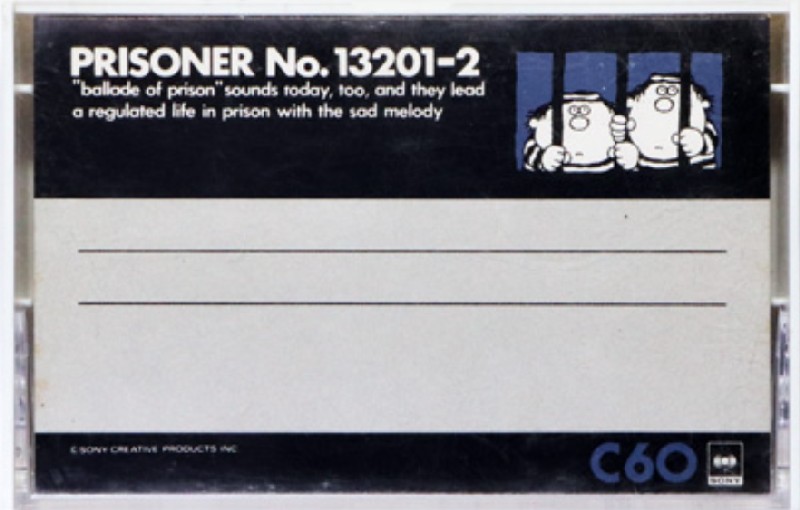 PRISONER No. 13201-2
"ballade of prison" sounds today, too, and they lead
a regulated life in prison with the sad melody
© SONY CREATIVE PRODUCTS INC.
C60
SONY